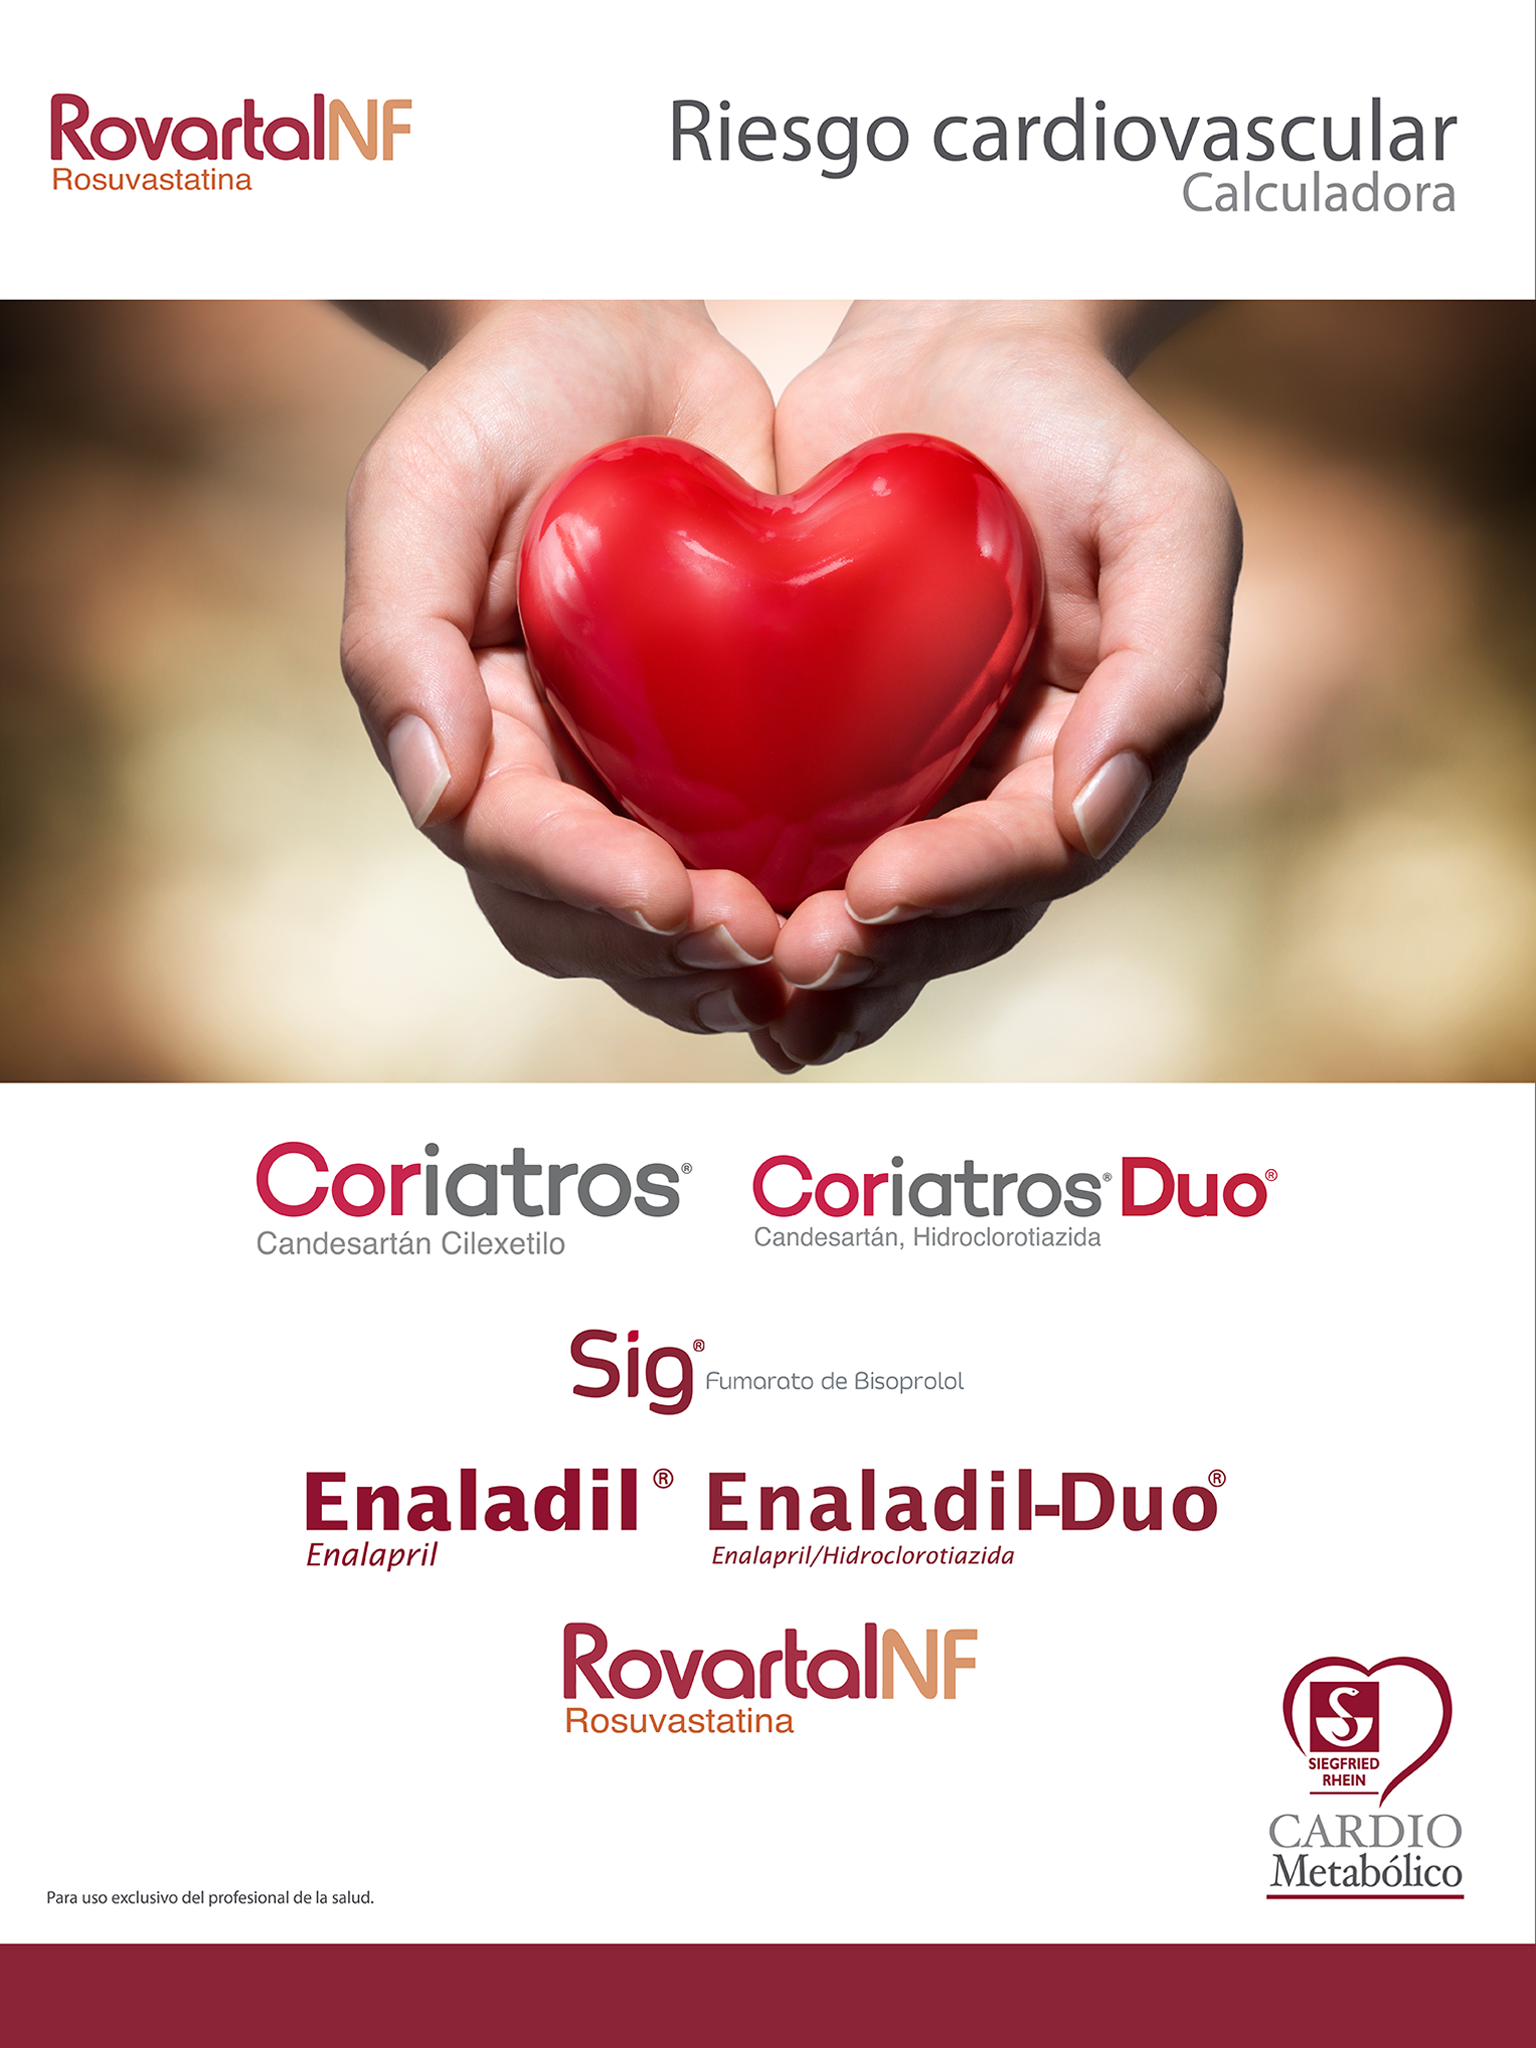 RovartalNF
Rosuvastatina
Riesgo cardiovascular
Calculadora
Coriatros®
Candesartán Cilexetilo
Coriatros® Duo®
Candesartán, Hidroclorotiazida
Sig® Fumarato de Bisoprolol
Enaladil®
Enalapril
Enaladil-Duo®
Enalapril/Hidroclorotiazida
RovartalNF
Rosuvastatina
SIEGFRIED
RHEIN
CARDIO
Metabólico
Para uso exclusivo del profesional de la salud.